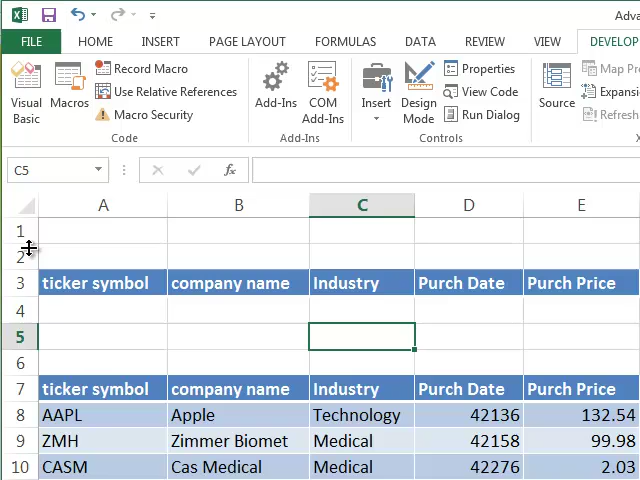 Adva
FILE HOME INSERT PAGE LAYOUT FORMULAS DATA REVIEW VIEW DEVELOP
Visual Basic
Macros
Record Macro
Use Relative References
Macro Security
Code
Add-Ins
COM Add-Ins
Add-Ins
Insert
Design Mode
Properties
View Code
Run Dialog
Controls
Source
Map Pro
Expansio
Refresh
X
C5 fx
A B C D E
1
2
3 ticker symbol company name Industry Purch Date Purch Price
4
5
6
7 ticker symbol company name Industry Purch Date Purch Price
8 AAPL Apple Technology 42136 132.54
9 ZMH Zimmer Biomet Medical 42158 99.98
10 CASM Cas Medical Medical 42276 2.03